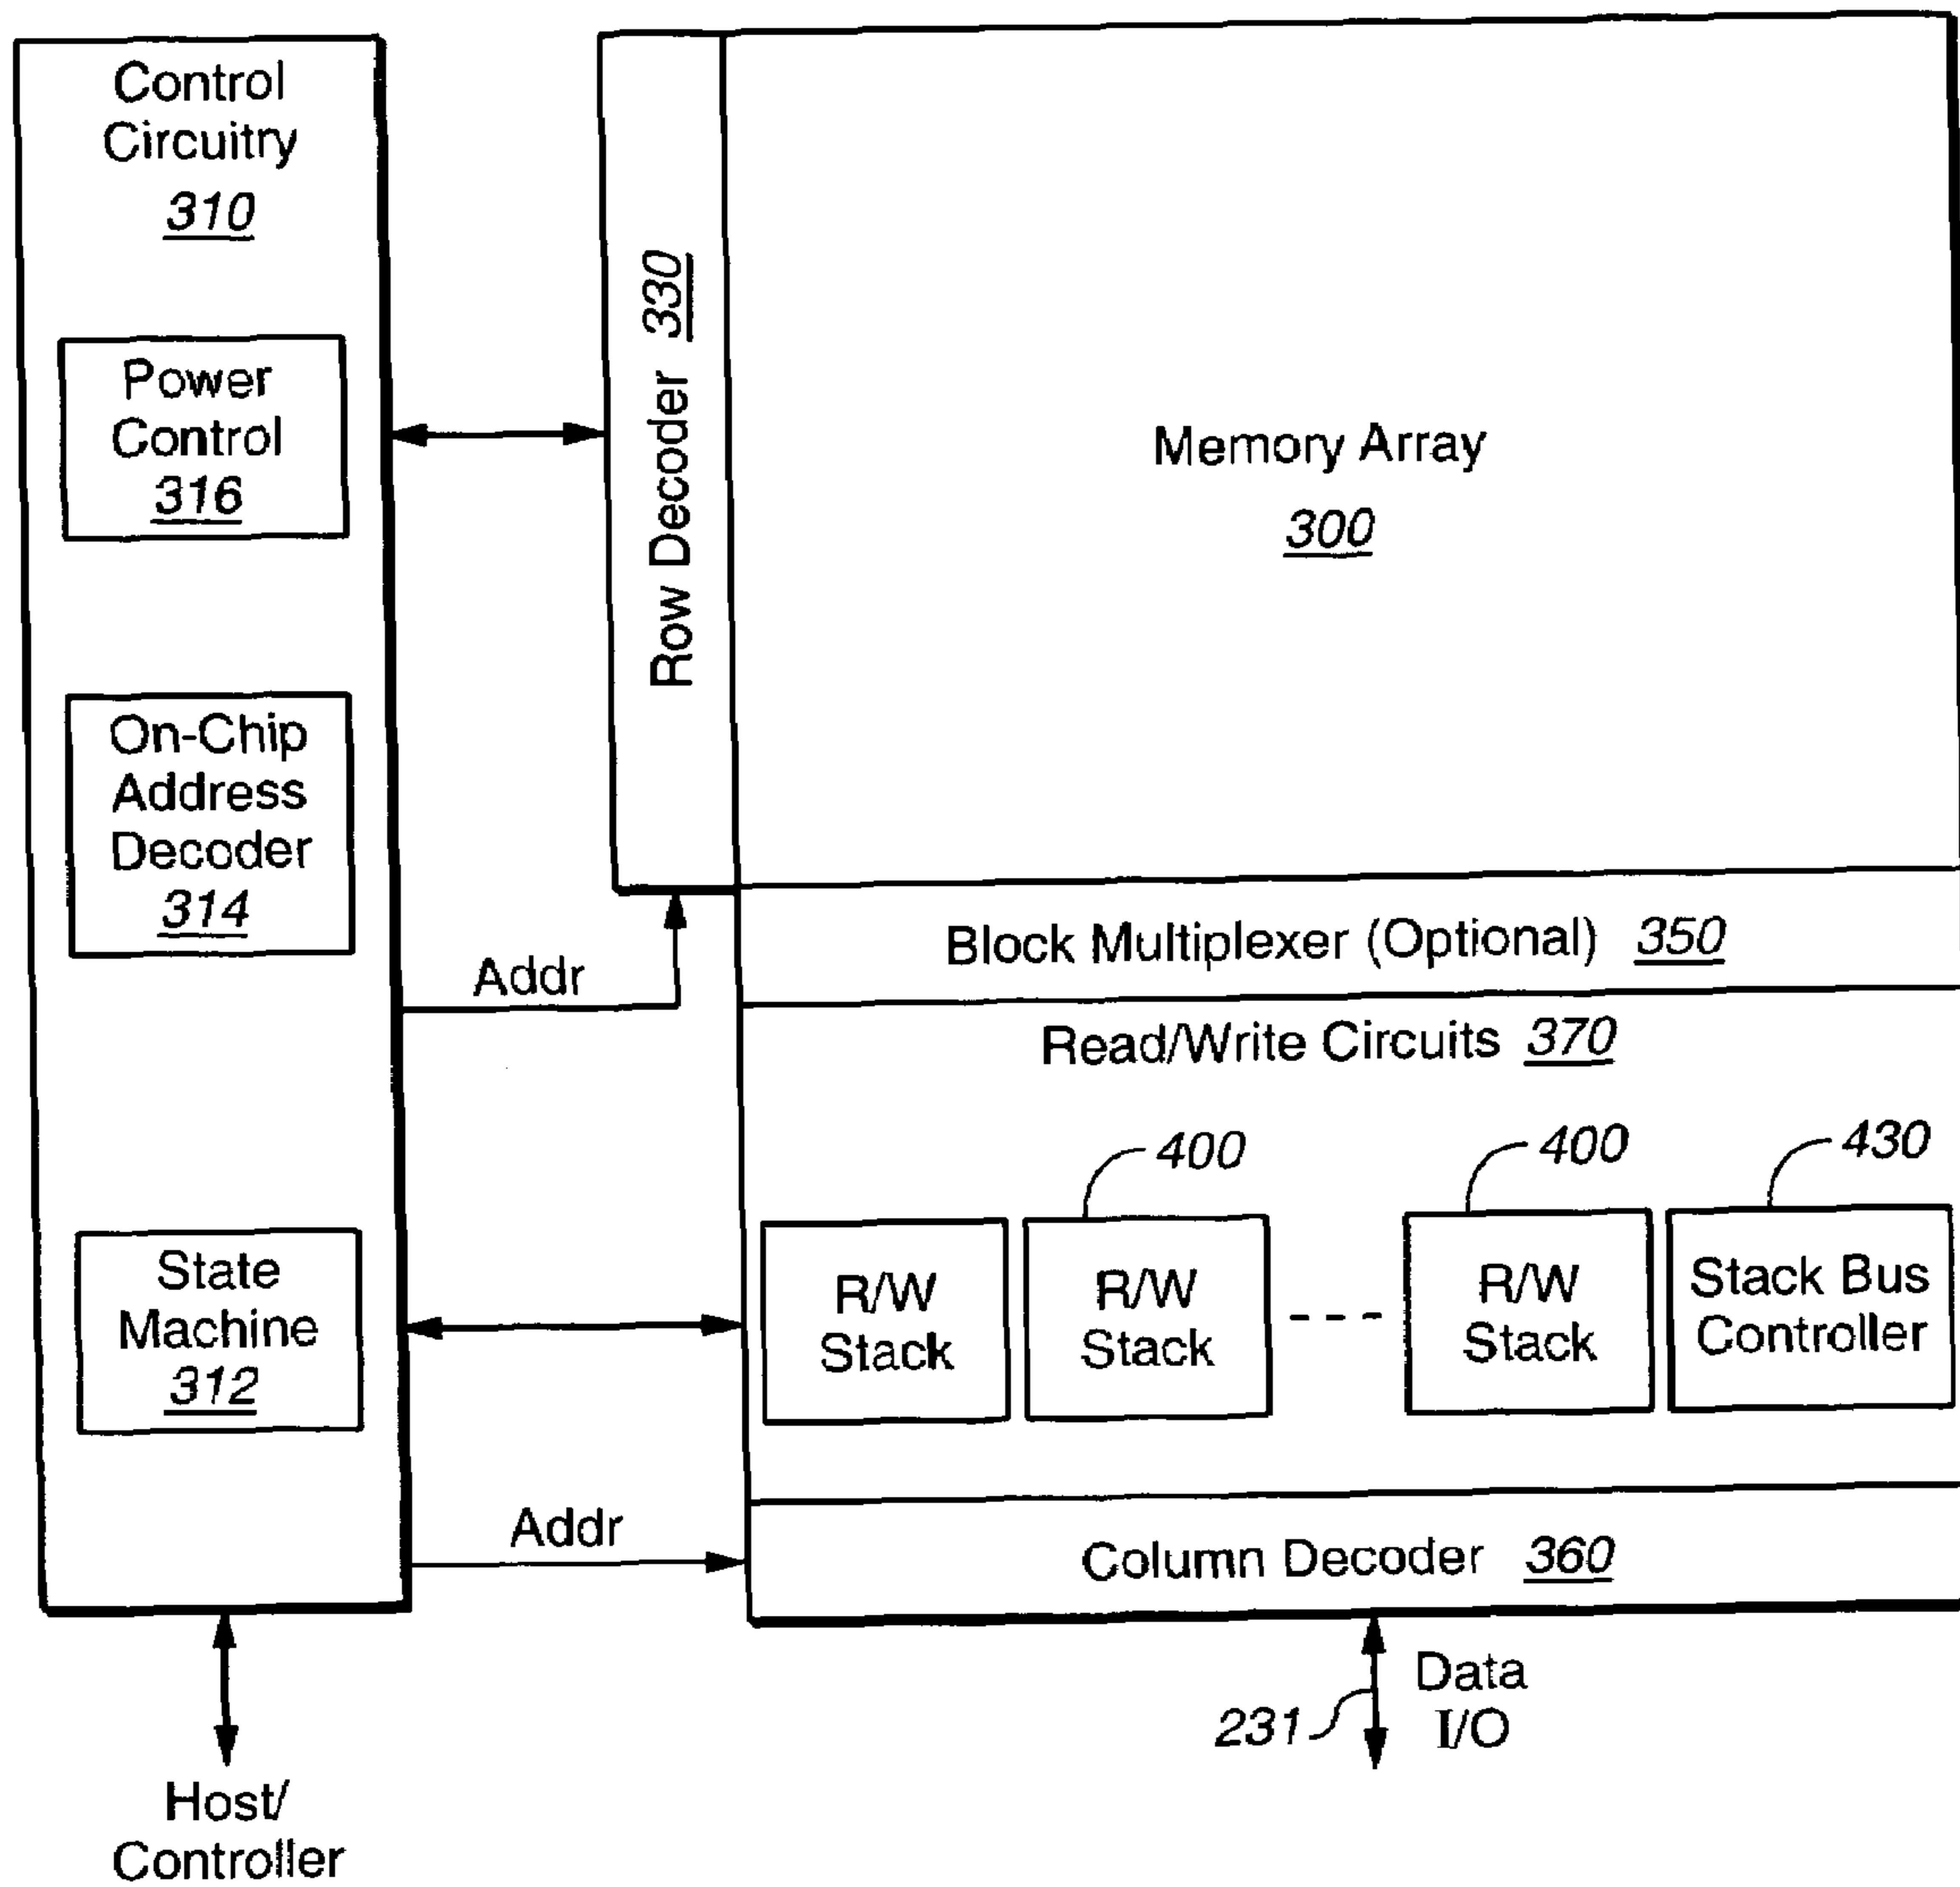 Control
Circuitry
310
Power
Control
316
On-Chip
Address
Decoder
314
State
Machine
312
Host/
Controller
Addr
Addr
Row Decoder 330
Memory Array
300
Block Multiplexer (Optional) 350
Read/Write Circuits 370
400
400
430
R/W
Stack
R/W
Stack
R/W
Stack
Stack Bus
Controller
Column Decoder 360
231
Data
I/O